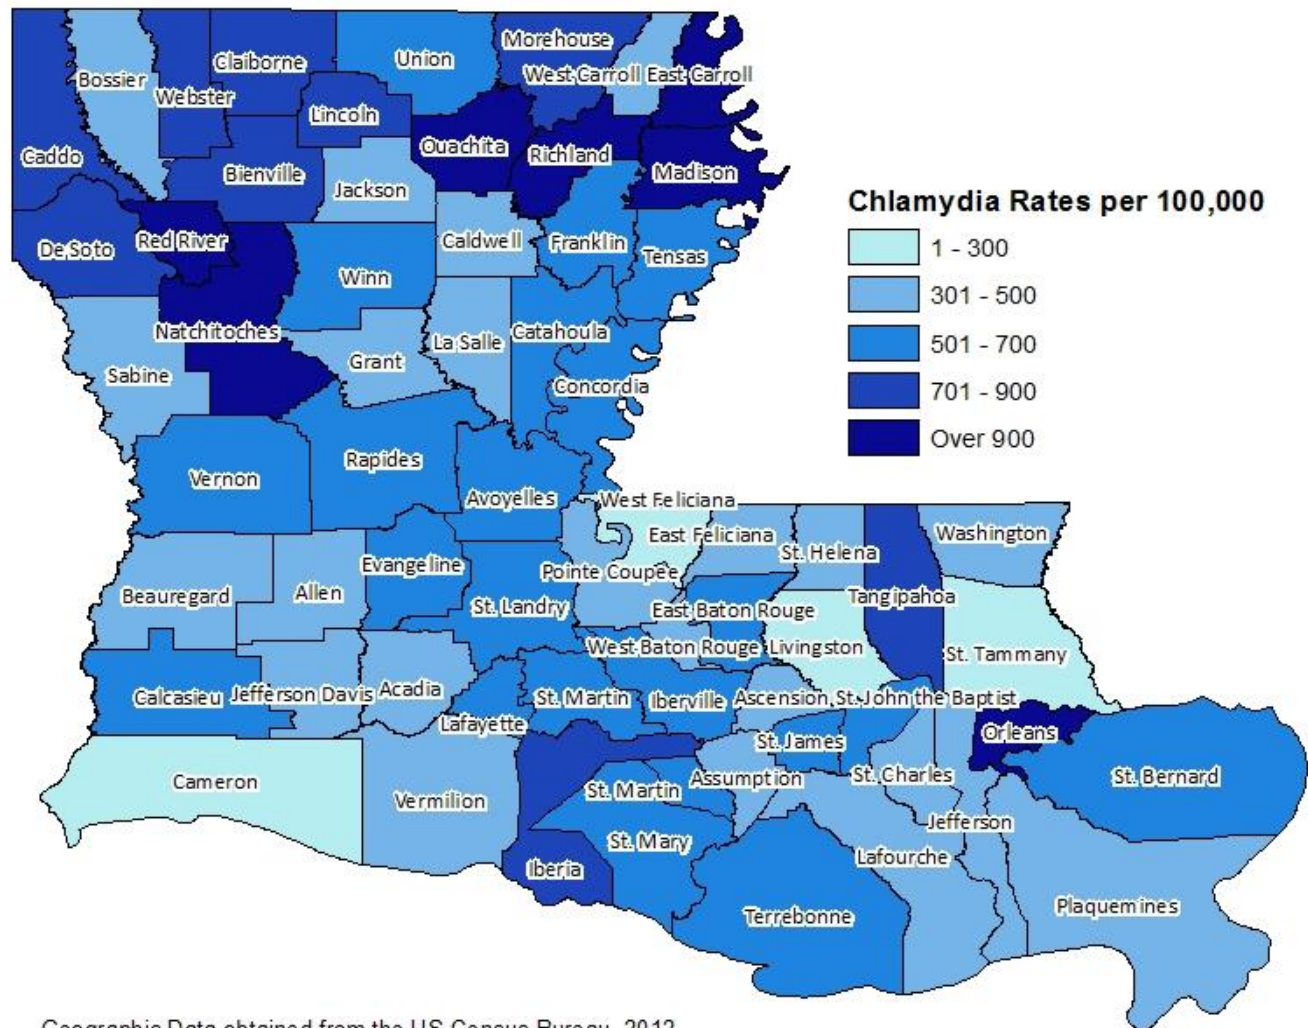 Morehouse
Union
Claiborne
West Carroll
East Carroll
Bossier
Webster
Lincoln
Ouachita
Richland
Caddo
Madison
Bienville
Jackson
Chlamydia Rates per 100,000
1 - 300
301 - 500
501 - 700
701 - 900
Over 900
De Soto
Red River
Caldwell
Franklin
Tensas
Winn
Natchitoches
Catahoula
La Salle
Grant
Sabine
Concordia
Rapides
Vernon
Avoyelles
West Feliciana
East Feliciana
Washington
St. Helena
Evangeline
Pointe Coupee
Beauregard
Allen
Tangipahoa
St. Landry
East Baton Rouge
West Baton Rouge
Livingston
St. Tammany
Calcasieu
Jefferson Davis
Acadia
St. Martin
Iberville
Ascension
St. John the Baptist
Lafayette
Orleans
St. James
Cameron
St. Charles
St. Bernard
Assumption
St. Martin
Vermilion
Jefferson
St. Mary
Lafourche
Iberia
Plaquemines
Terrebonne
Geographic Data obtained from the US Census Bureau, 2012